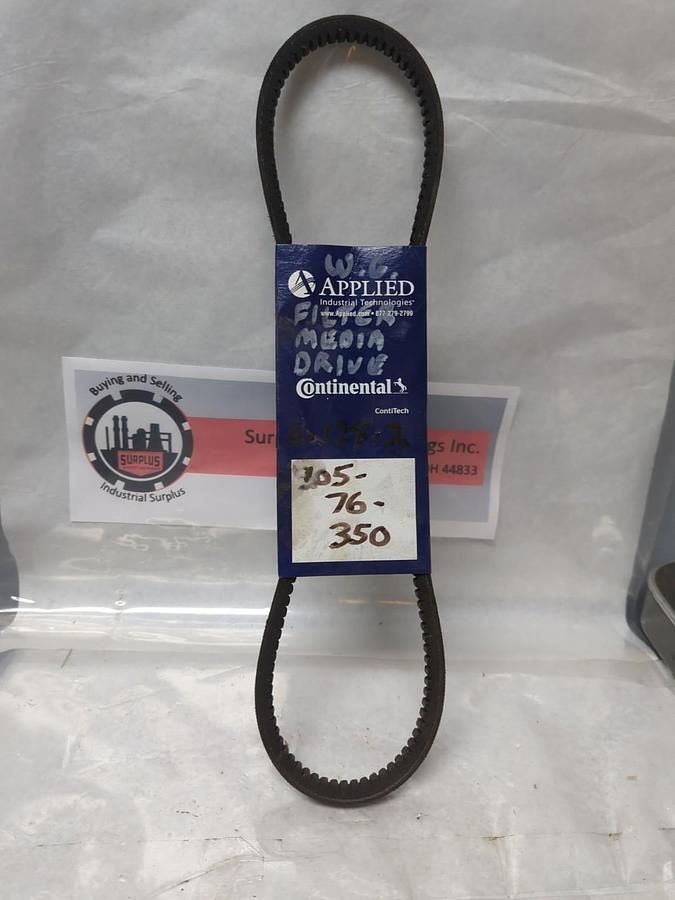 W.G.
APPLIED
Industrial Technologies
www.Applied.com • 877-279-2799
FILTER
MEDIA
DRIVE
Continental
ContiTech
105-
76-
350
Buying and Selling
SURPLUS
Industrial Surplus
Sur
gs Inc.
OH 44833